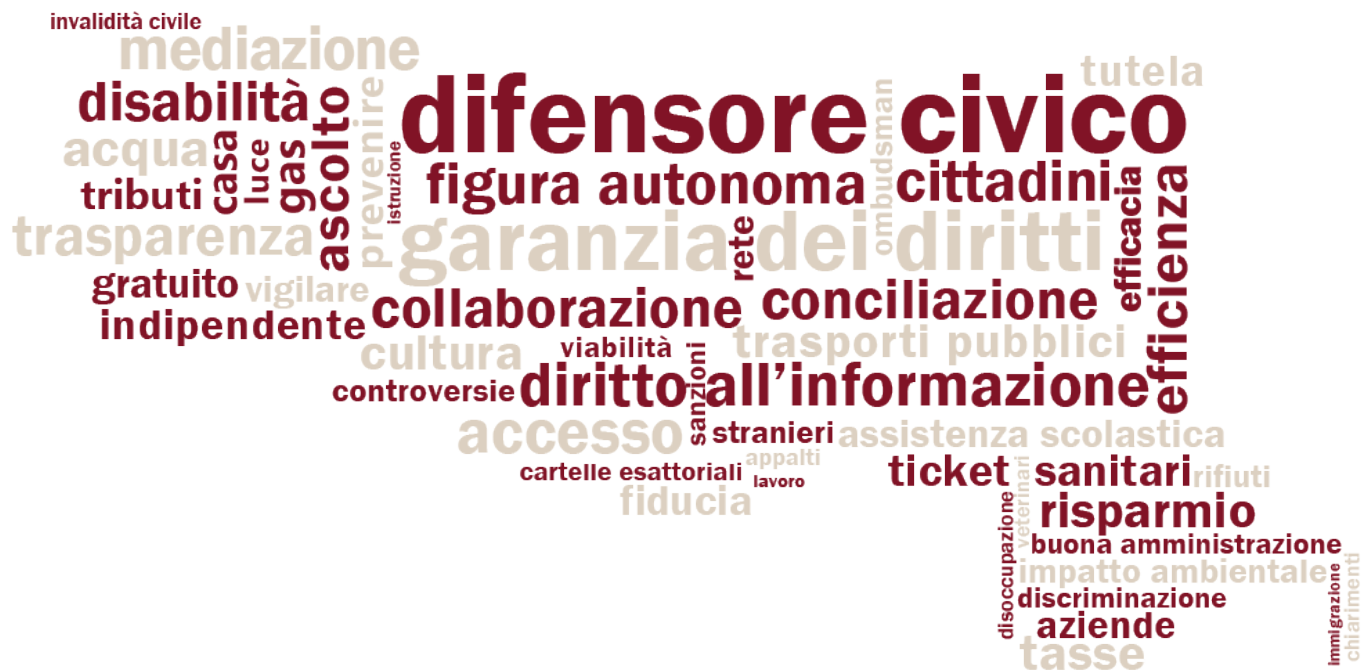 invalidità civile
mediazione
tutela
disabilità
difensore civico
ombudsman
prevenire
ascolto
acqua
casa
luce
gas
istruzione
tributi
figura autonoma
cittadini
efficacia
efficienza
trasparenza
garanzia dei diritti
rete
gratuito
vigilare
collaborazione
conciliazione
indipendente
cultura
viabilità
trasporti pubblici
sanzioni
controversie
diritto all’informazione
accesso
stranieri
assistenza scolastica
cartelle esattoriali
appalti
lavoro
ticket sanitari
rifiuti
fiducia
veterinari
disoccupazione
risparmio
buona amministrazione
impatto ambientale
immigrazione
chiarimenti
discriminazione
aziende
tasse